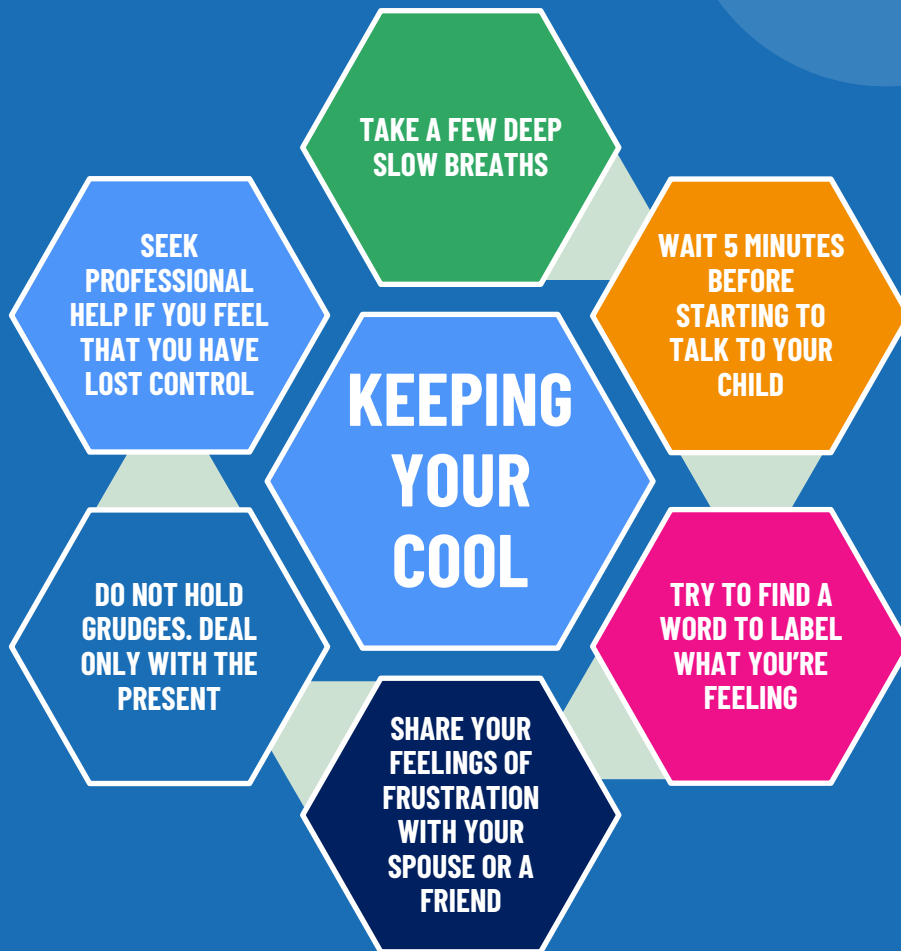 TAKE A FEW DEEP
SLOW BREATHS
WAIT 5 MINUTES
BEFORE
STARTING TO
TALK TO YOUR
CHILD
TRY TO FIND A
WORD TO LABEL
WHAT YOU'RE
FEELING
SHARE YOUR
FEELINGS OF
FRUSTRATION
WITH YOUR
SPOUSE OR A
FRIEND
DO NOT HOLD
GRUDGES. DEAL
ONLY WITH THE
PRESENT
SEEK
PROFESSIONAL
HELP IF YOU FEEL
THAT YOU HAVE
LOST CONTROL
KEEPING
YOUR
COOL